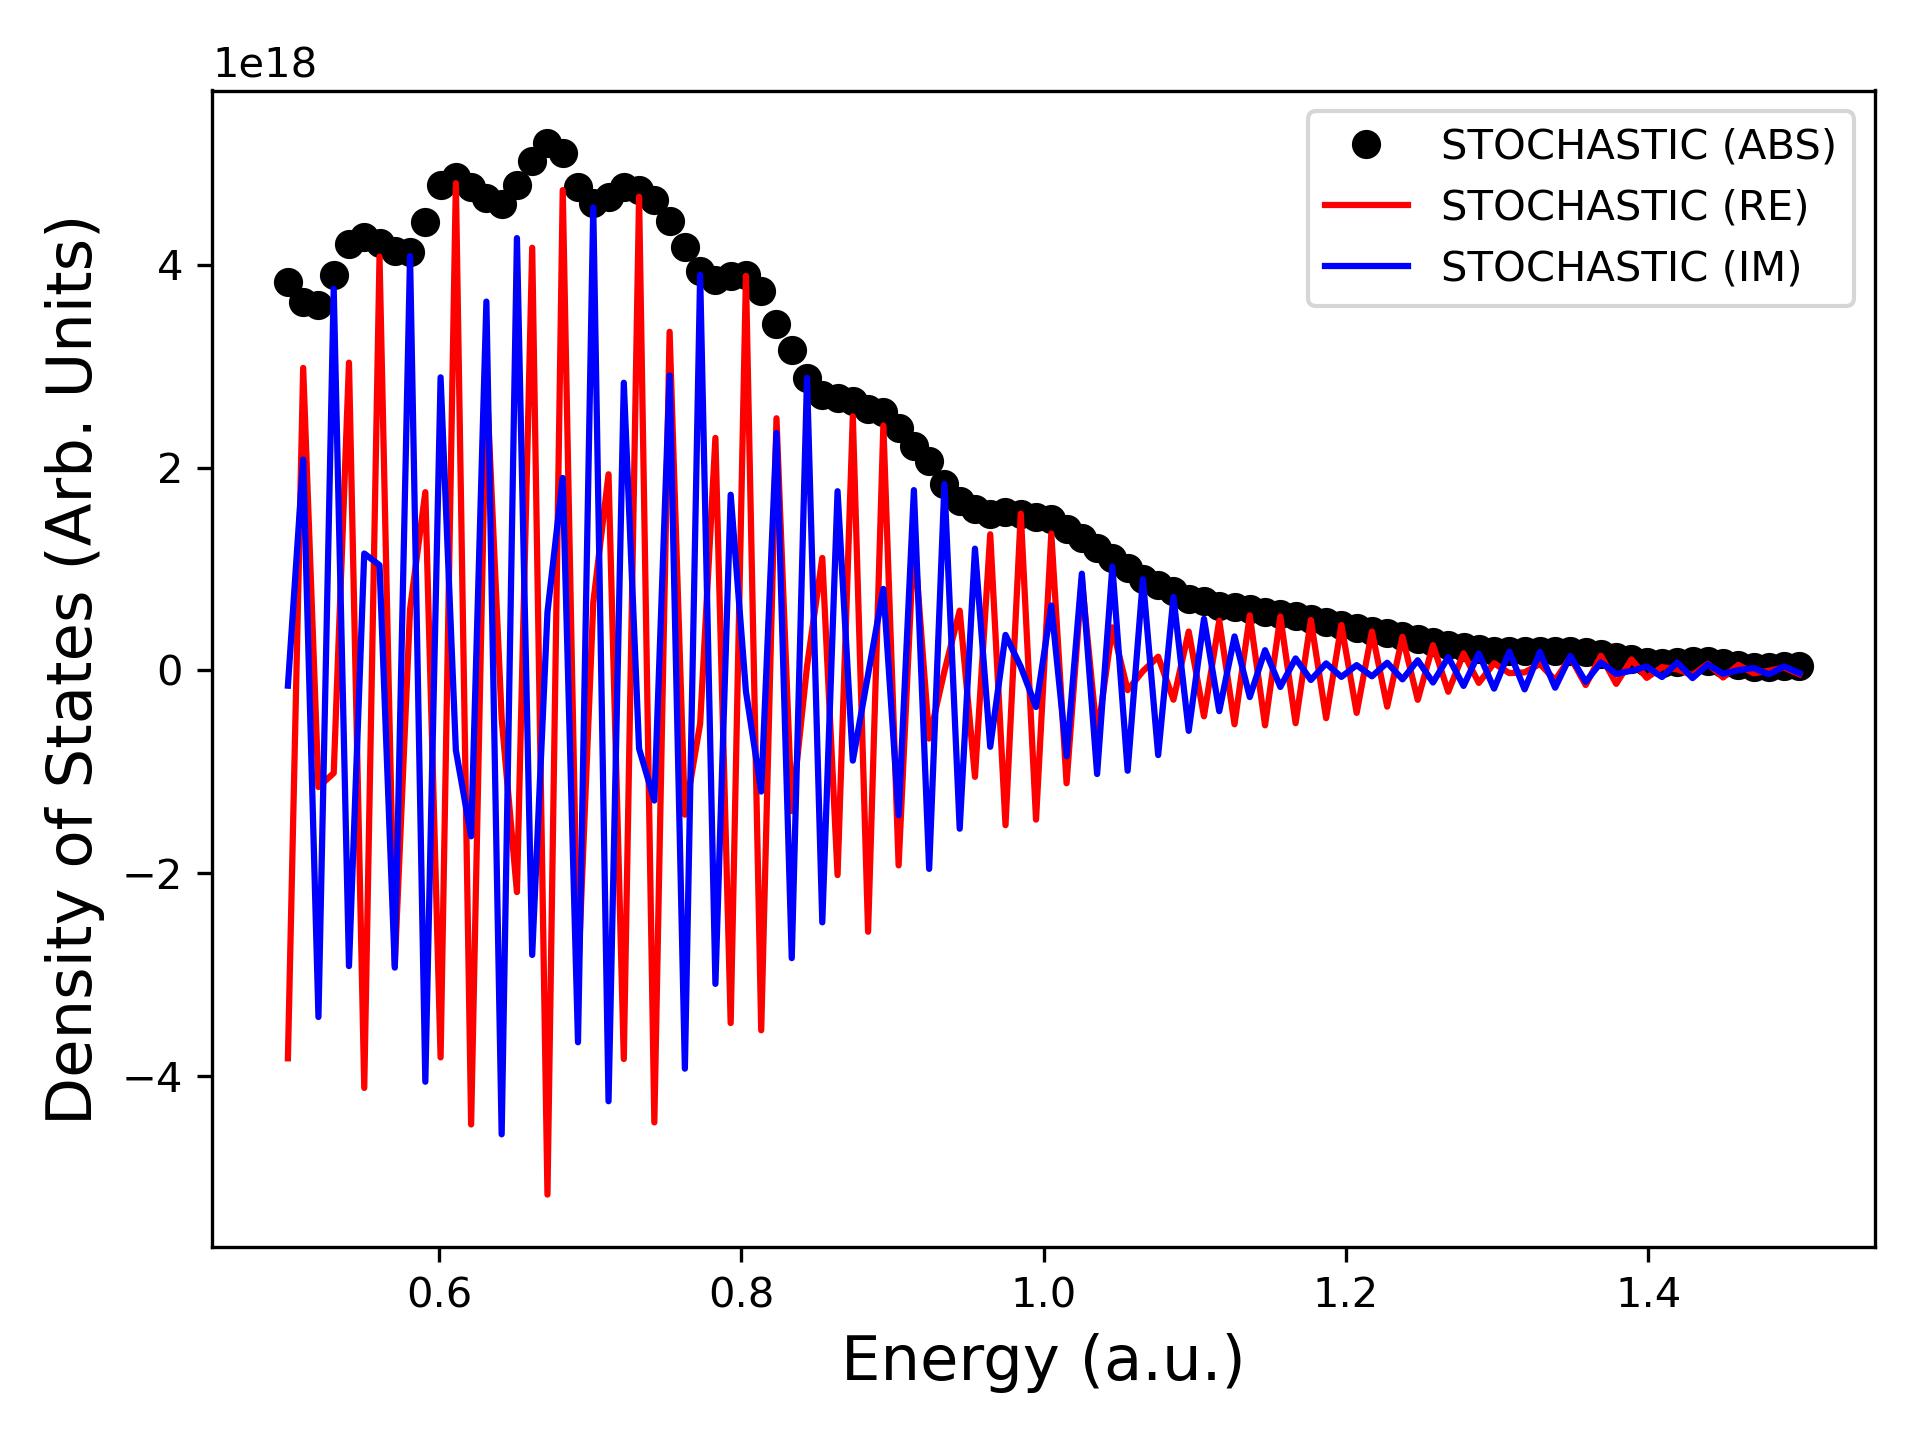 1e18
STOCHASTIC (ABS)
STOCHASTIC (RE)
STOCHASTIC (IM)
Density of States (Arb. Units)
4
2
0
−2
−4
0.6 0.8 1.0 1.2 1.4
Energy (a.u.)